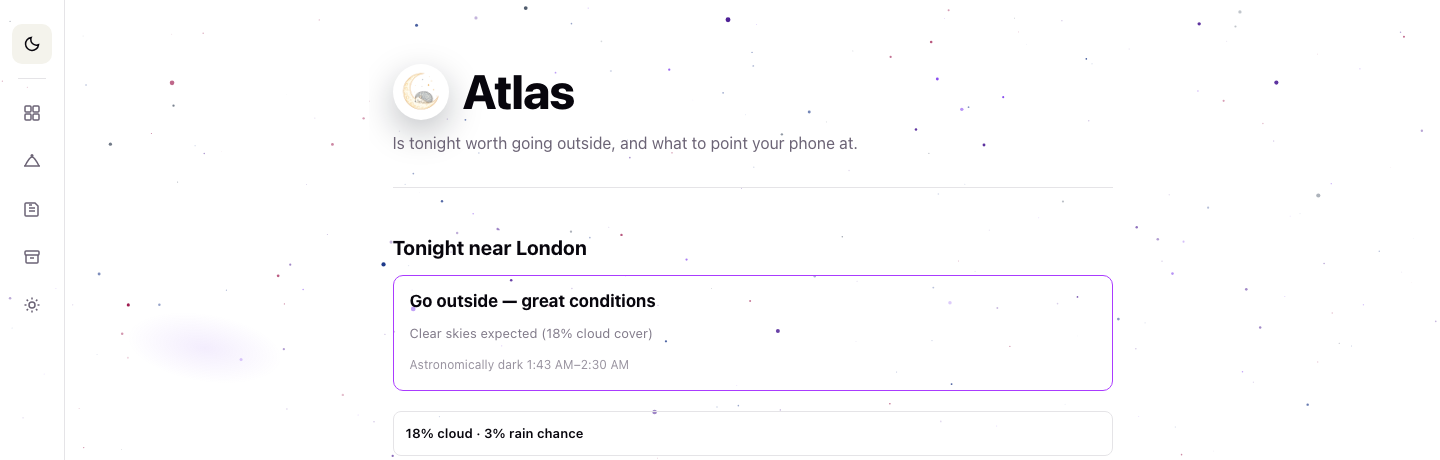 Atlas
Is tonight worth going outside, and what to point your phone at.
Tonight near London
Go outside — great conditions
Clear skies expected (18% cloud cover)
Astronomically dark 1:43 AM–2:30 AM
18% cloud · 3% rain chance